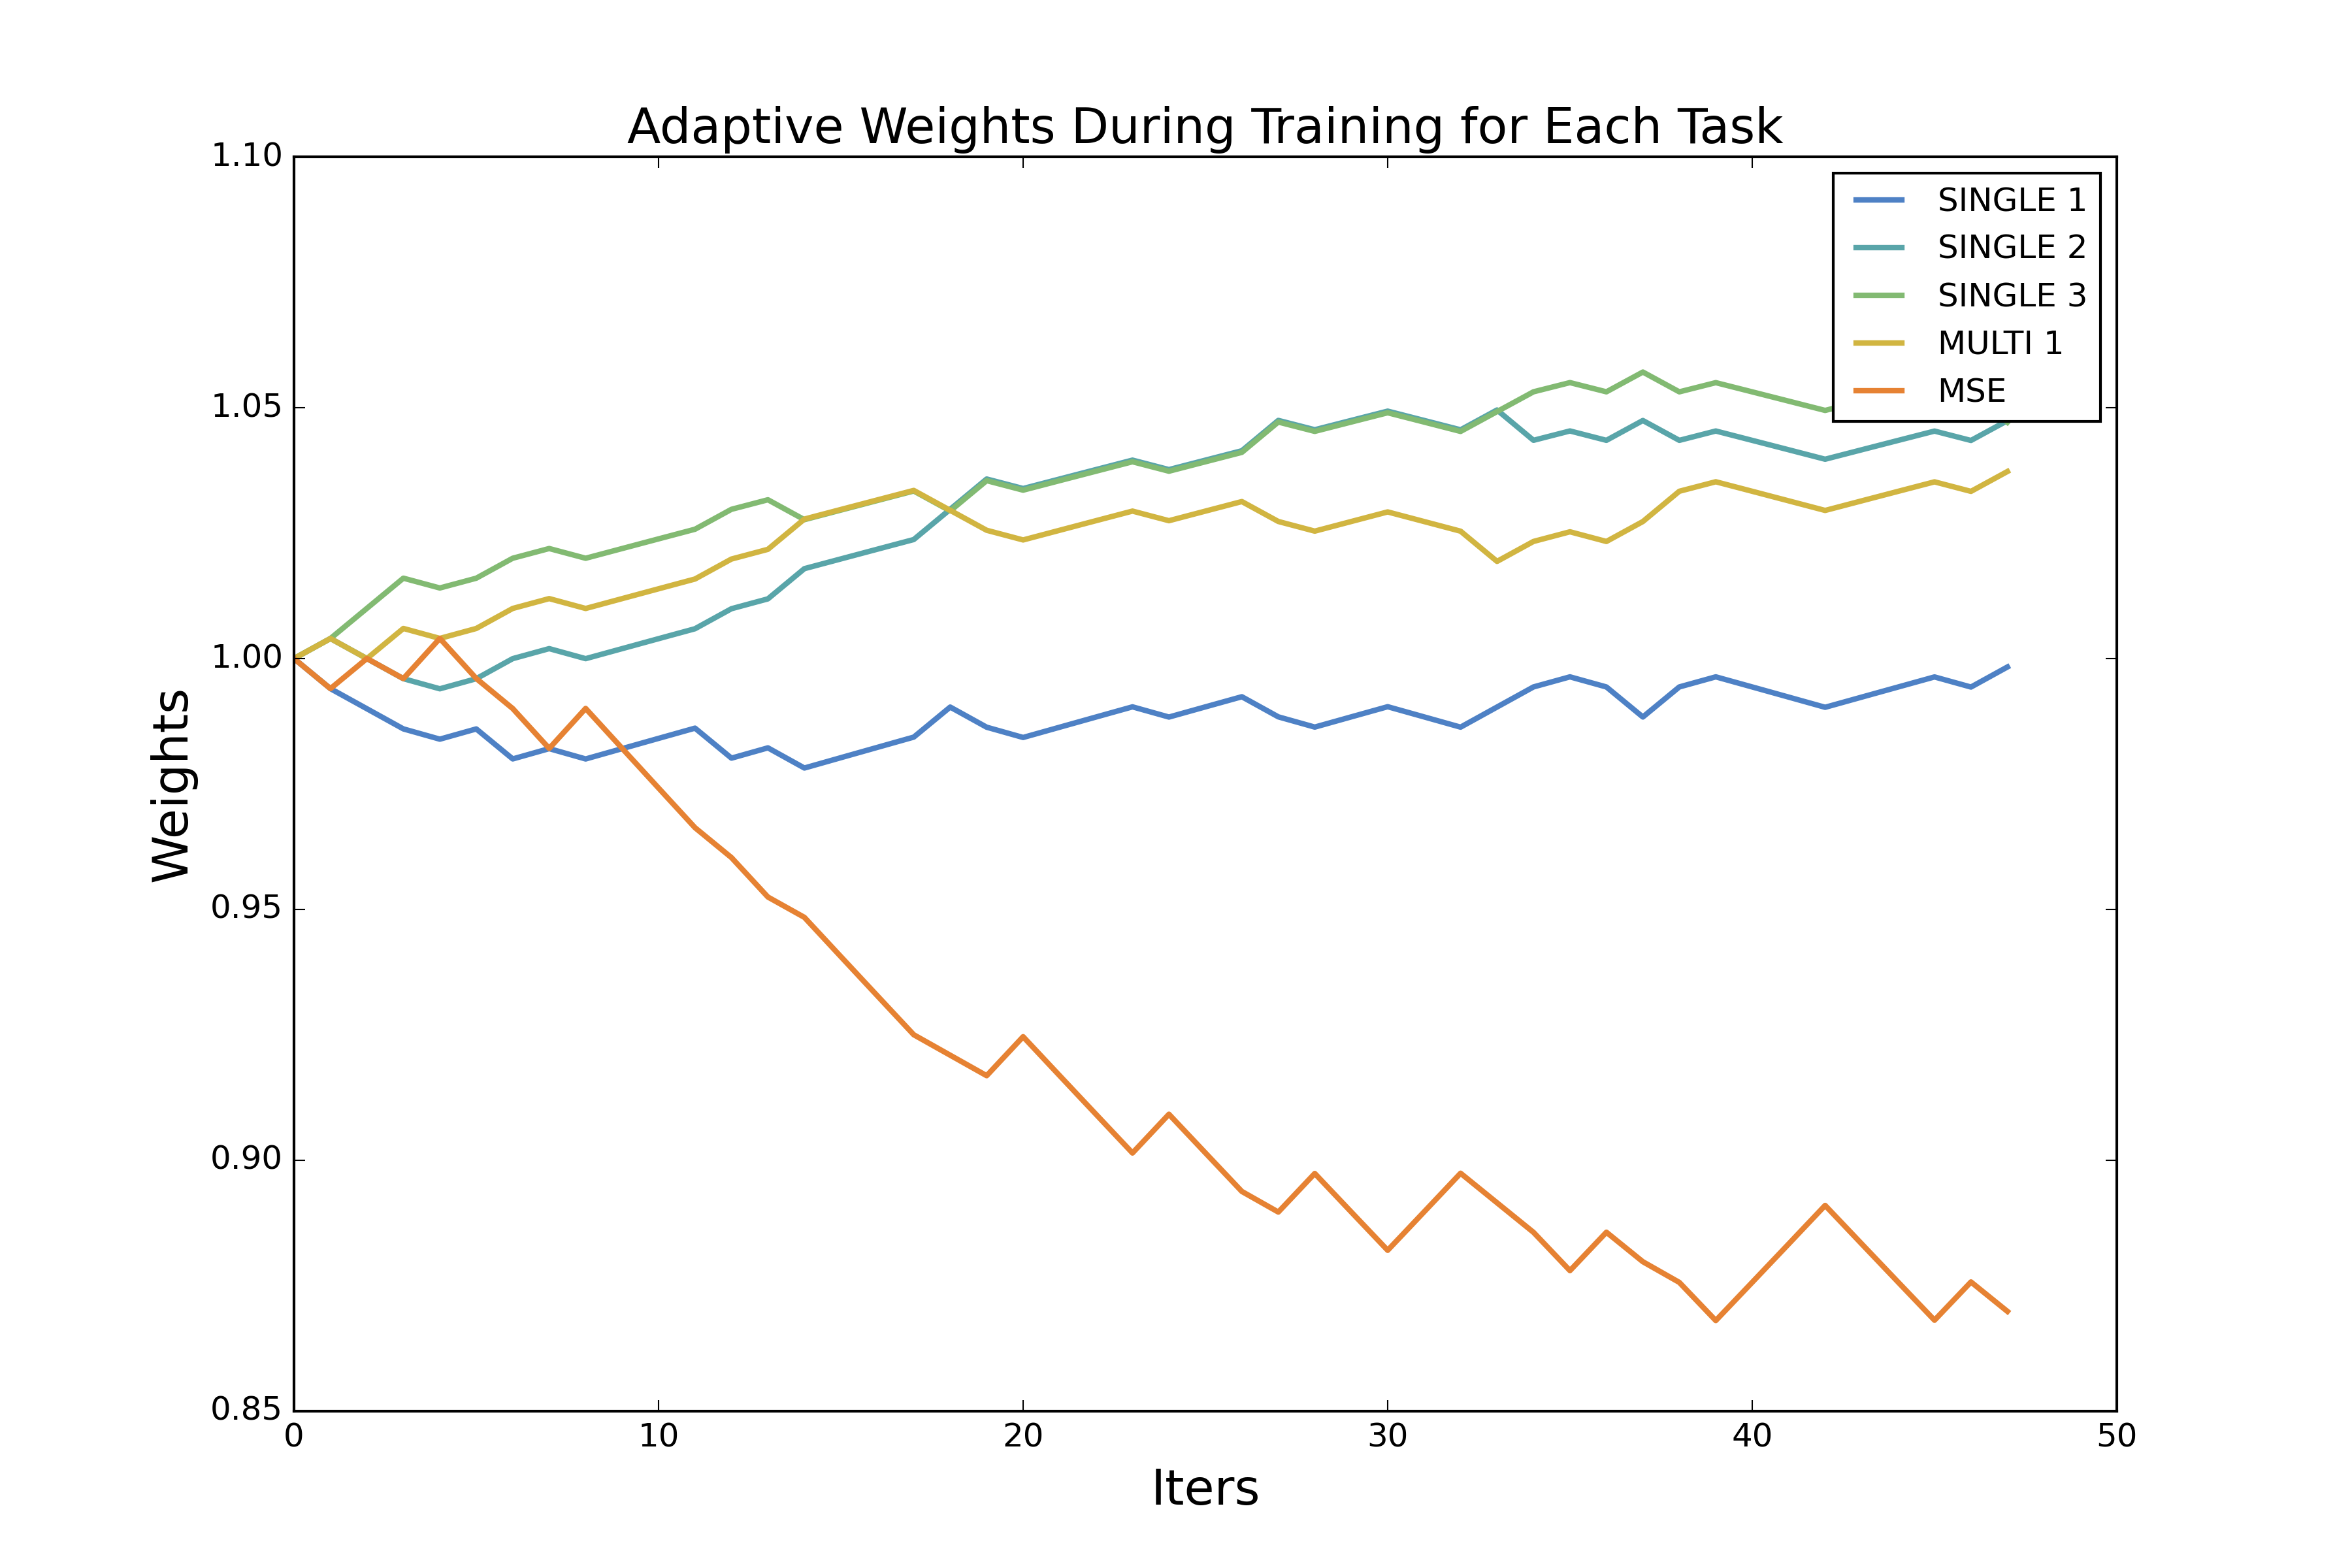 Adaptive Weights During Training for Each Task
1.10
1.05
1.00
0.95
0.90
0.85
Weights
SINGLE 1
SINGLE 2
SINGLE 3
MULTI 1
MSE
0 10 20 30 40 50
Iters